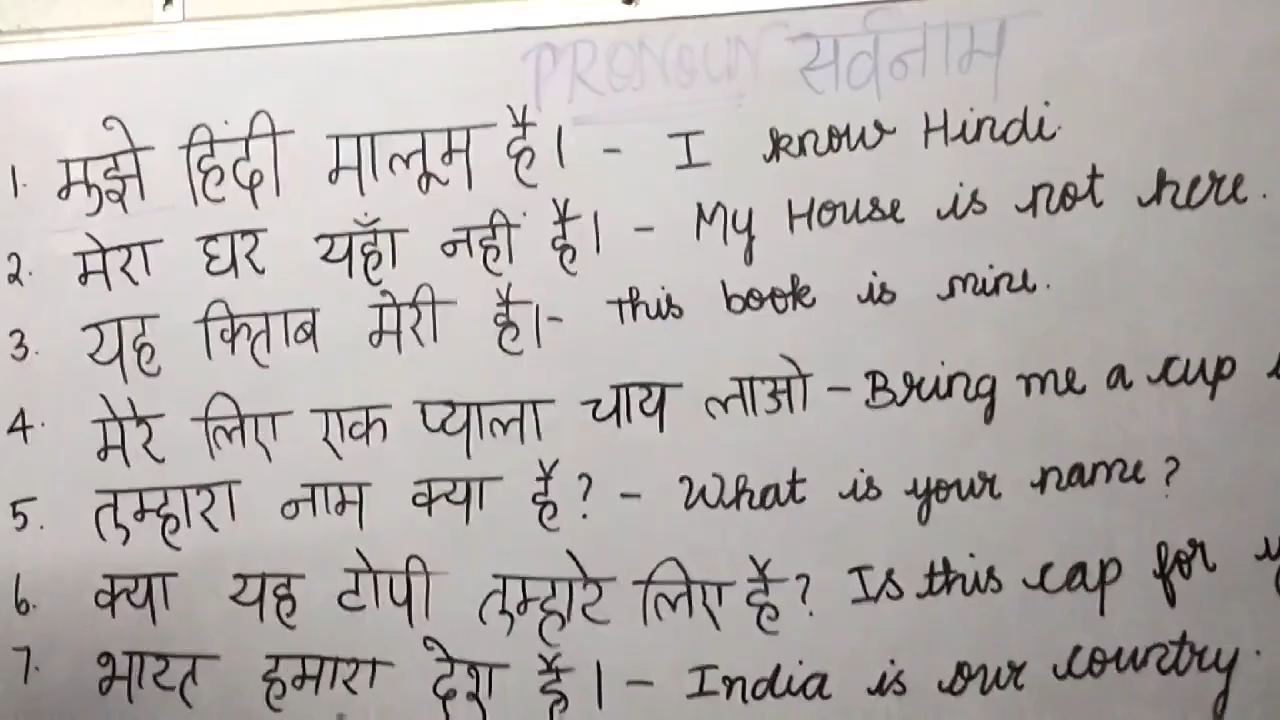 PRONOUN सर्वनाम
1. मुझे हिंदी मालूम है। - I know Hindi.
2. मेरा घर यहाँ नहीं है। - My House is not here.
3. यह किताब मेरी है।- This book is mine.
4. मेरे लिए एक प्याला चाय लाओ - Bring me a cup
5. तुम्हारा नाम क्या है? - What is your name?
6. क्या यह टोपी तुम्हारे लिए है? Is this cap for
7. भारत हमारा देश है। - India is our country.